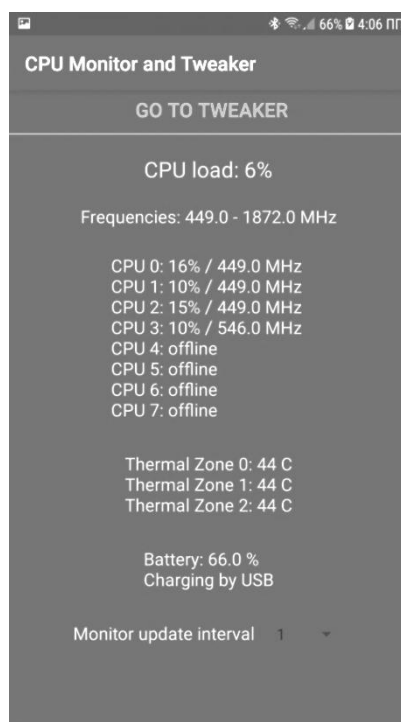 66% 4:06 ПП
CPU Monitor and Tweaker
GO TO TWEAKER
CPU load: 6%
Frequencies: 449.0 - 1872.0 MHz
CPU 0: 16% / 449.0 MHz
CPU 1: 10% / 449.0 MHz
CPU 2: 15% / 449.0 MHz
CPU 3: 10% / 546.0 MHz
CPU 4: offline
CPU 5: offline
CPU 6: offline
CPU 7: offline
Thermal Zone 0: 44 C
Thermal Zone 1: 44 C
Thermal Zone 2: 44 C
Battery: 66.0 %
Charging by USB
Monitor update interval 1